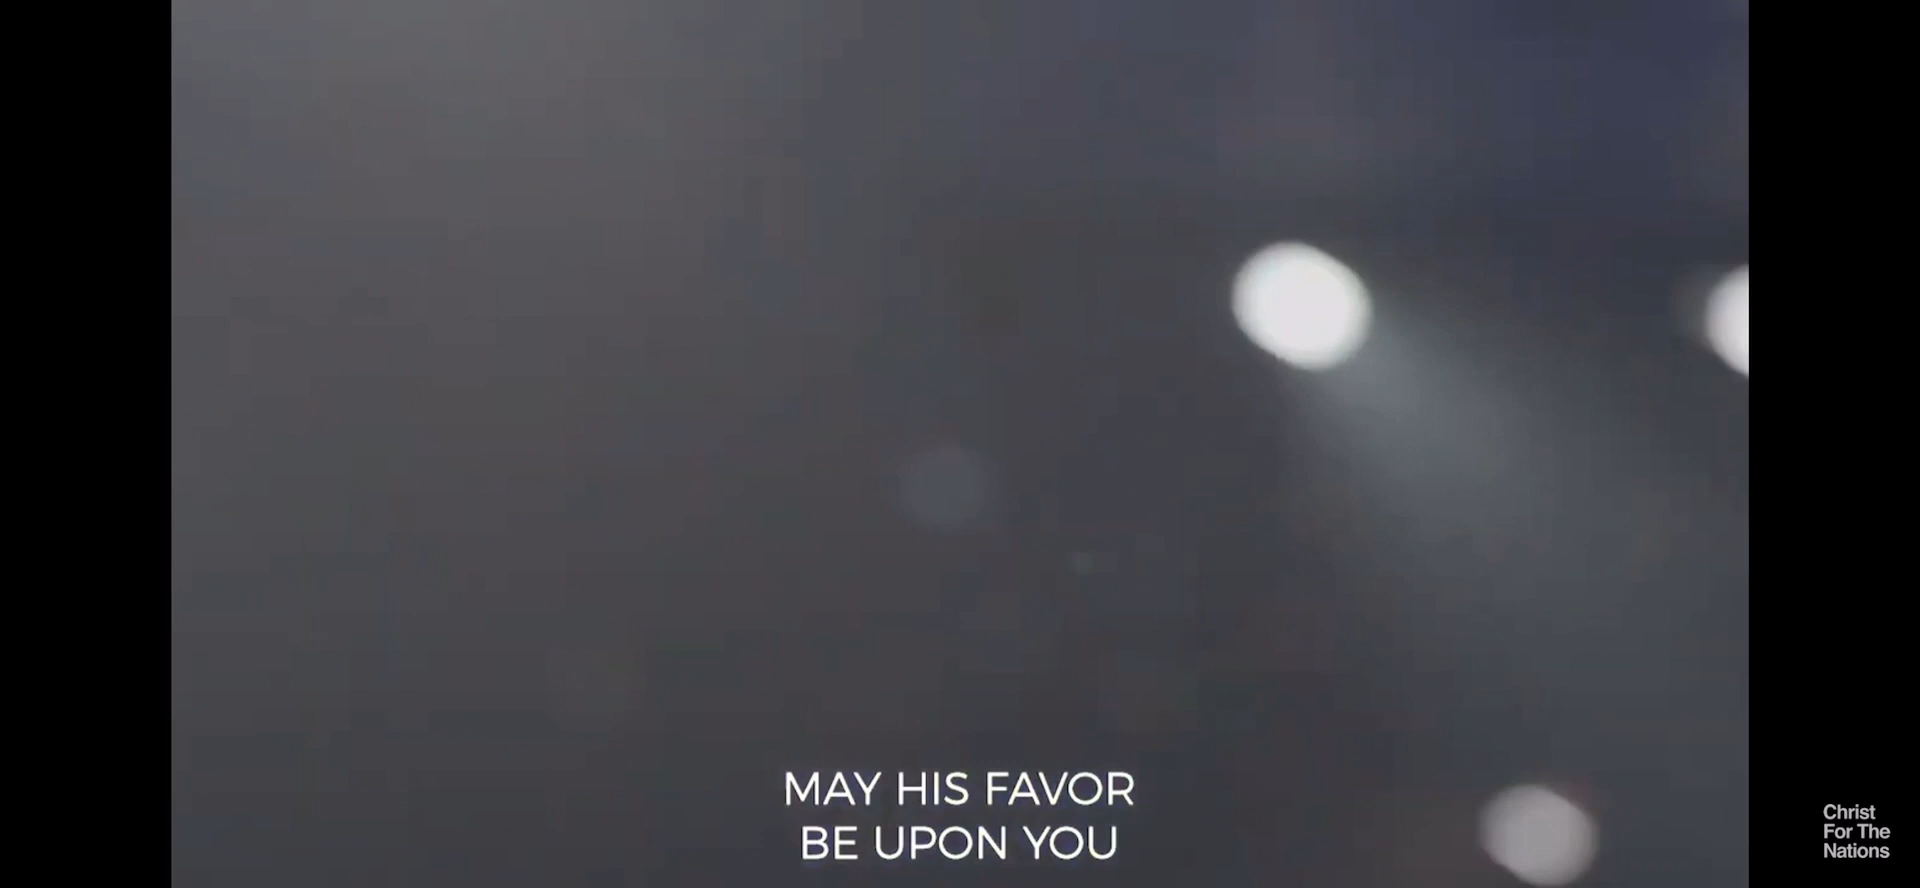 MAY HIS FAVOR
BE UPON YOU
Christ
For The
Nations